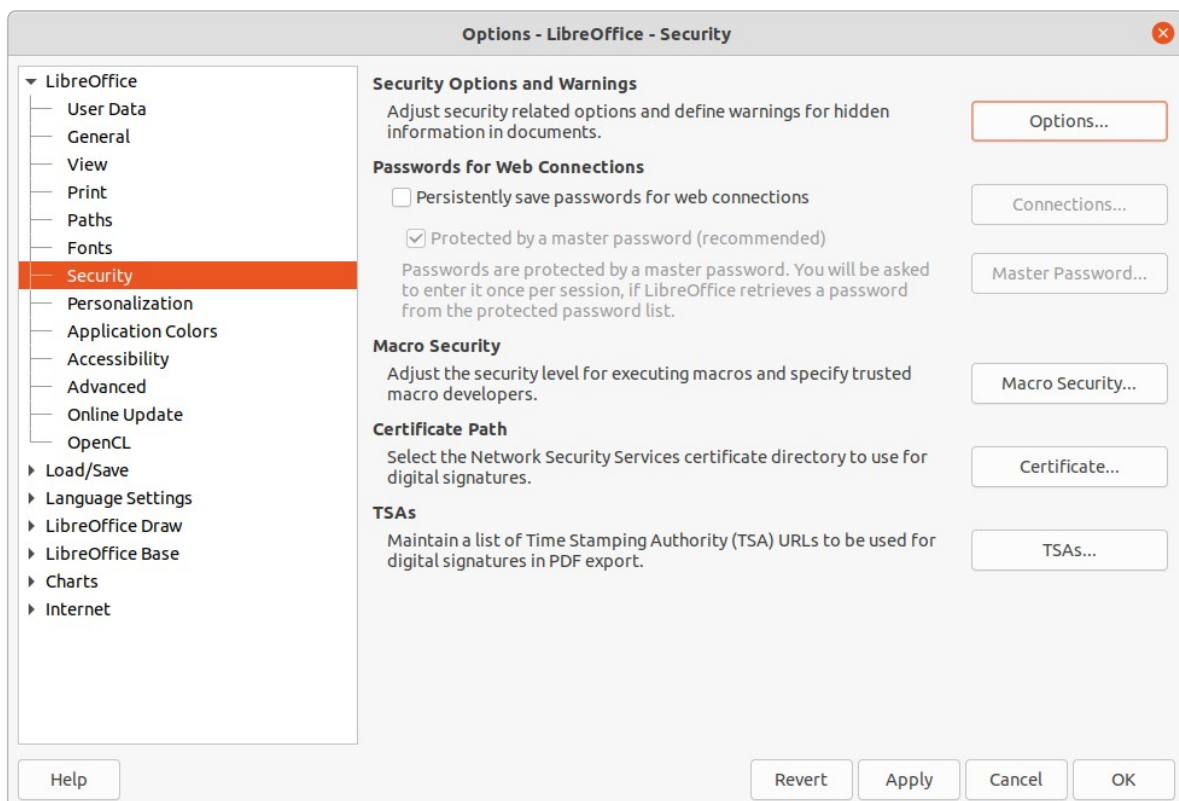 Options - LibreOffice - Security
LibreOffice
User Data
General
View
Print
Paths
Fonts
Security
Personalization
Application Colors
Accessibility
Advanced
Online Update
OpenCL
Load/Save
Language Settings
LibreOffice Draw
LibreOffice Base
Charts
Internet
Security Options and Warnings
Adjust security related options and define warnings for hidden
information in documents.
Options...
Passwords for Web Connections
Persistently save passwords for web connections
Connections...
Protected by a master password (recommended)
Passwords are protected by a master password. You will be asked
to enter it once per session, if LibreOffice retrieves a password
from the protected password list.
Master Password...
Macro Security
Adjust the security level for executing macros and specify trusted
macro developers.
Macro Security...
Certificate Path
Select the Network Security Services certificate directory to use for
digital signatures.
Certificate...
TSAs
Maintain a list of Time Stamping Authority (TSA) URLs to be used for
digital signatures in PDF export.
TSAs...
Help
Revert
Apply
Cancel
OK